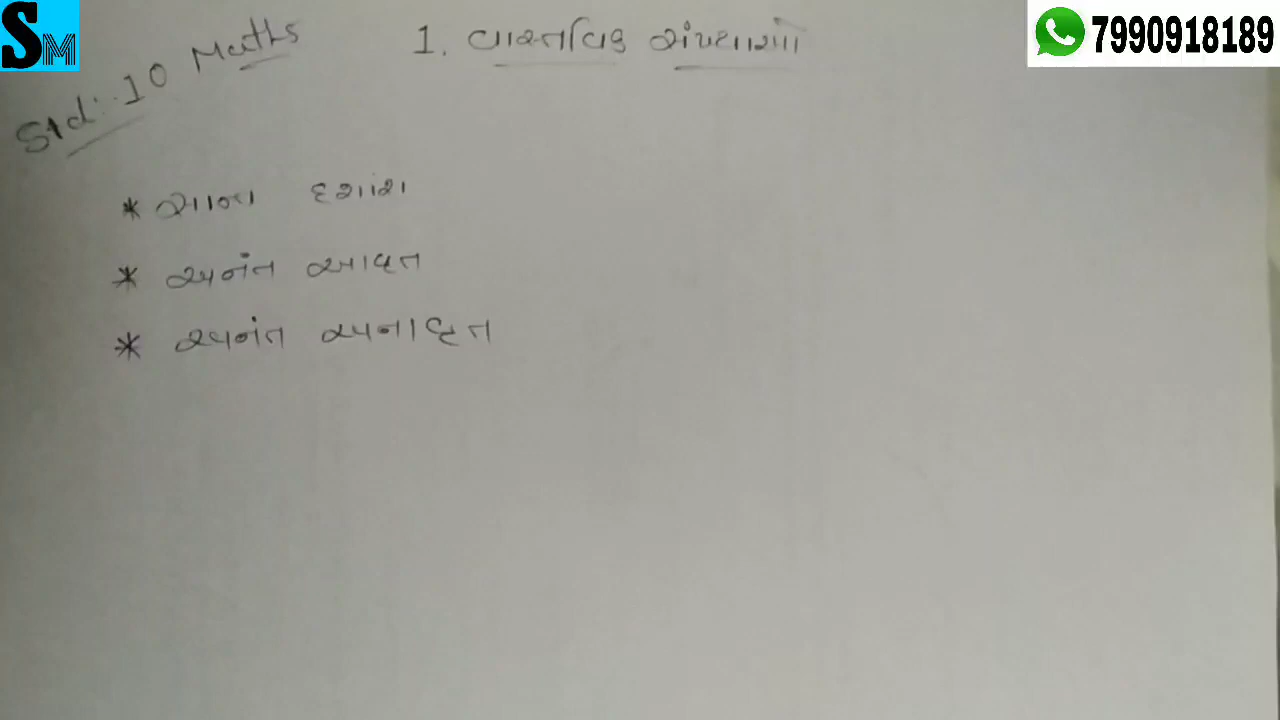 SM
7990918189
Std:- 10 Maths
1. વાસ્તવિક સંખ્યાઓ
* સાન્ત દશાંશ
* અનંત આવૃત
* અનંત અનાવૃત